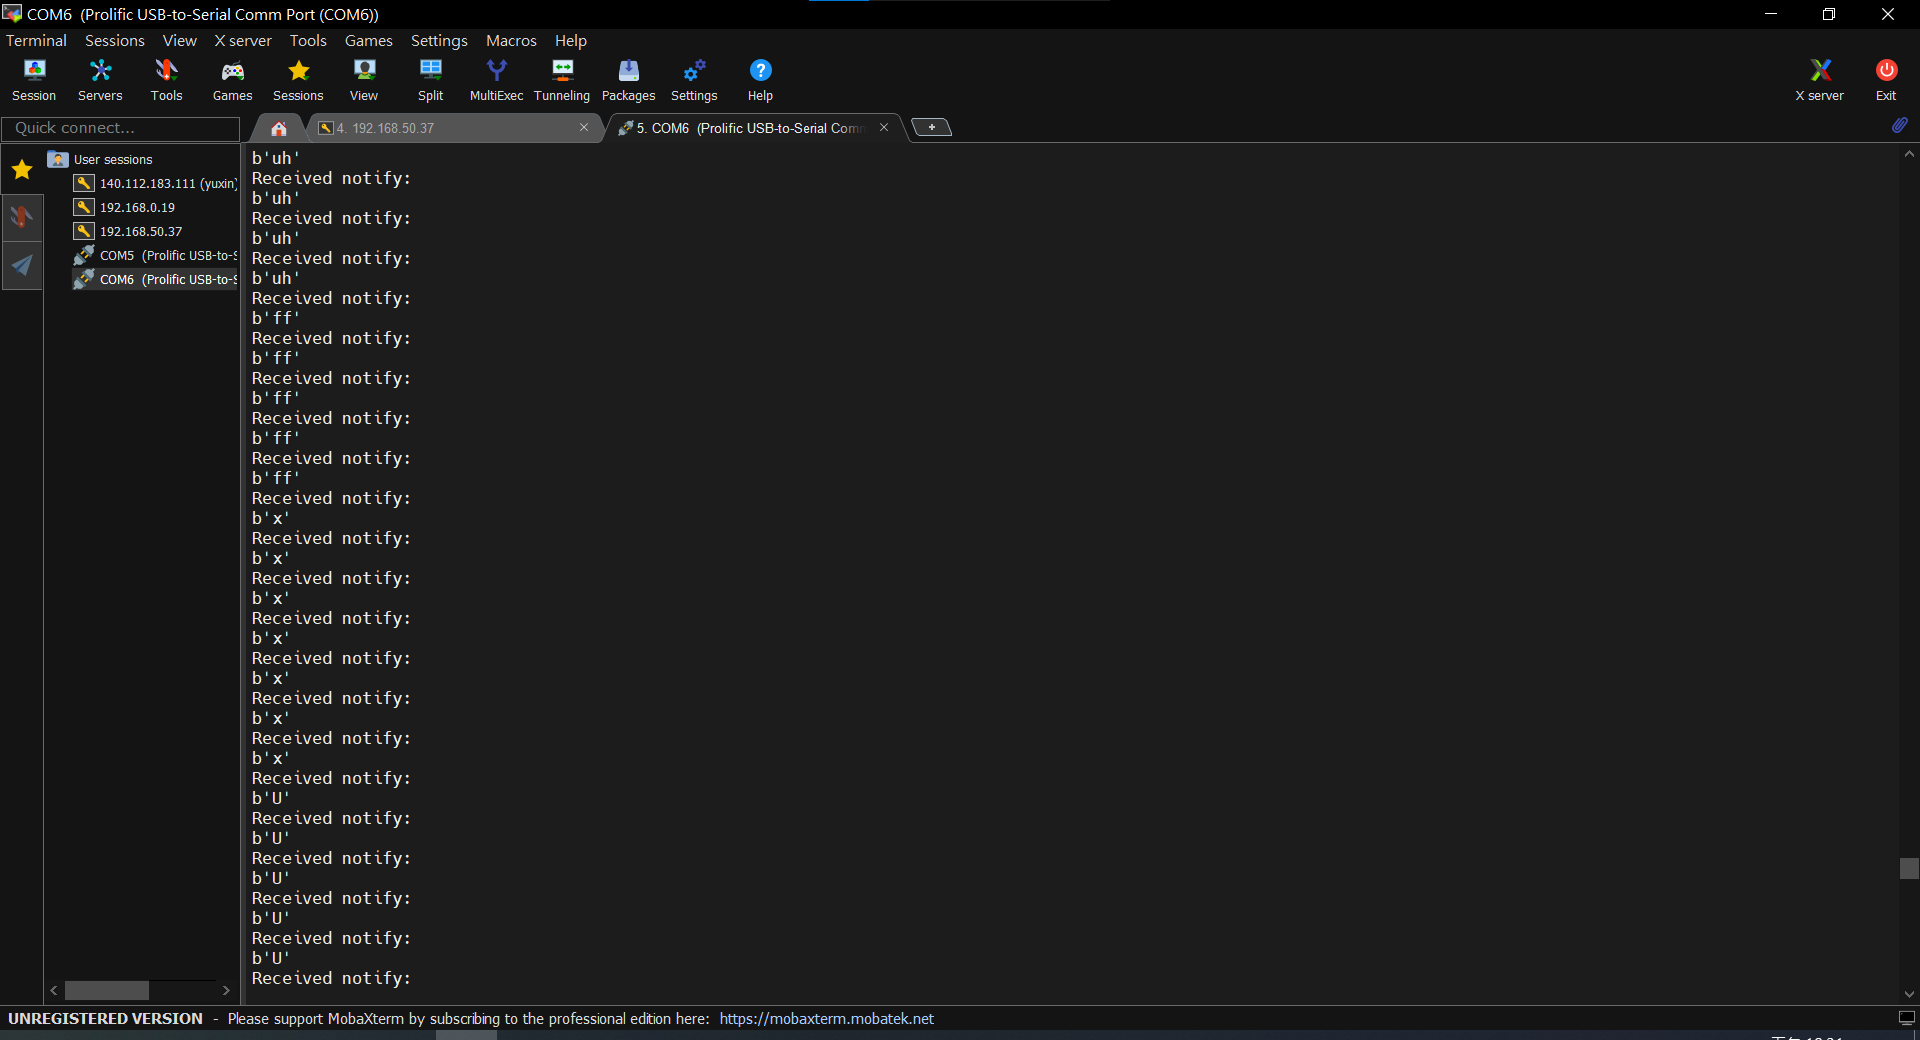 COM6 (Prolific USB-to-Serial Comm Port (COM6))
Terminal Sessions View X server Tools Games Settings Macros Help
Session Servers Tools Games Sessions View Split MultiExec Tunneling Packages Settings Help X server Exit
Quick connect...
4. 192.168.50.37
5. COM6 (Prolific USB-to-Serial Comm
User sessions
140.112.183.111 (yuxin)
192.168.0.19
192.168.50.37
COM5 (Prolific USB-to-S
COM6 (Prolific USB-to-S
b'uh'
Received notify:
b'uh'
Received notify:
b'uh'
Received notify:
b'uh'
Received notify:
b'ff'
Received notify:
b'ff'
Received notify:
b'ff'
Received notify:
b'ff'
Received notify:
b'ff'
Received notify:
b'x'
Received notify:
b'x'
Received notify:
b'x'
Received notify:
b'x'
Received notify:
b'x'
Received notify:
b'x'
Received notify:
b'x'
Received notify:
b'U'
Received notify:
b'U'
Received notify:
b'U'
Received notify:
b'U'
Received notify:
b'U'
Received notify:
UNREGISTERED VERSION - Please support MobaXterm by subscribing to the professional edition here: https://mobaxterm.mobatek.net